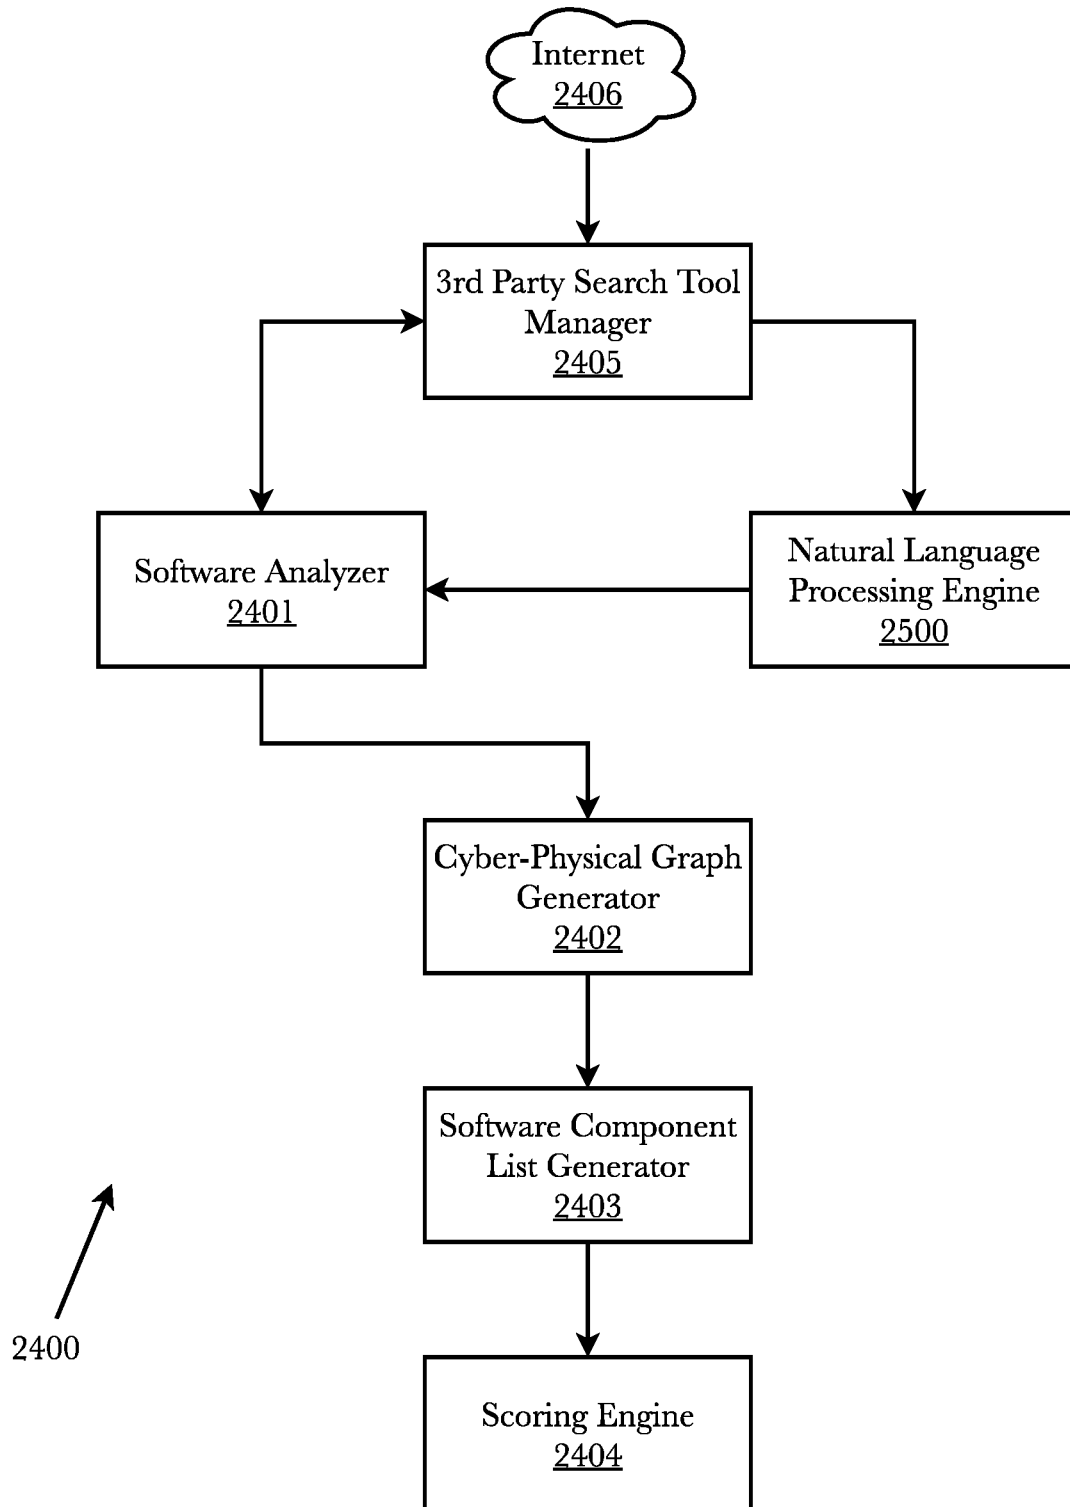 Internet
2406
3rd Party Search Tool
Manager
2405
Software Analyzer
2401
Natural Language
Processing Engine
2500
Cyber-Physical Graph
Generator
2402
Software Component
List Generator
2403
2400
Scoring Engine
2404